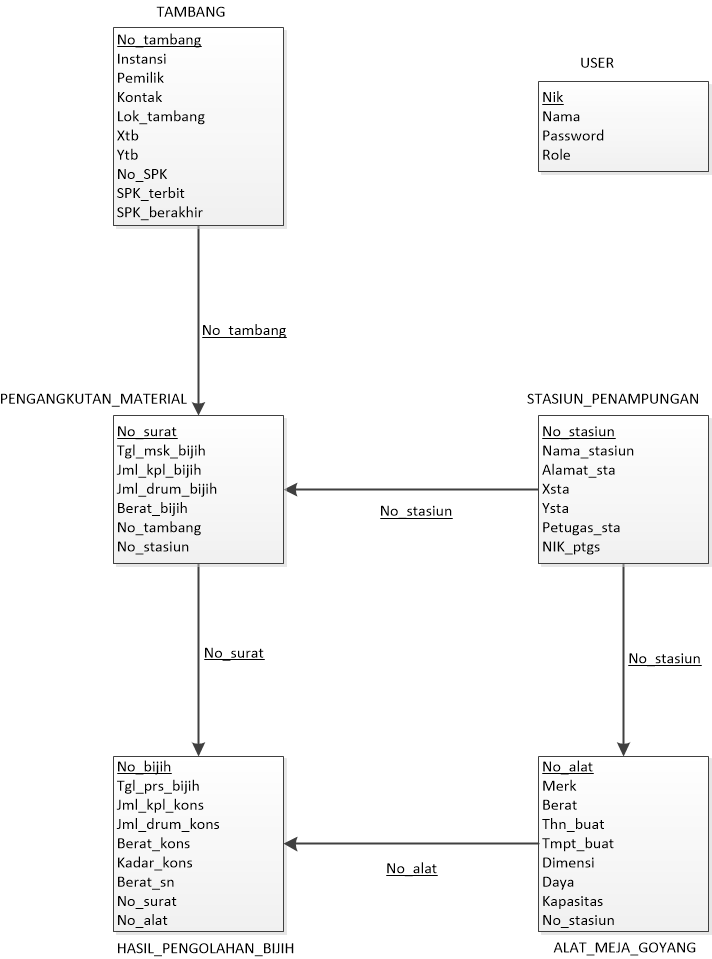 TAMBANG
No_tambang
Instansi
Pemilik
Kontak
Lok_tambang
Xtb
Ytb
No_SPK
SPK_terbit
SPK_berakhir
USER
Nik
Nama
Password
Role
No_tambang
PENGANGKUTAN_MATERIAL
No_surat
Tgl_msk_bijih
Jml_kpl_bijih
Jml_drum_bijih
Berat_bijih
No_tambang
No_stasiun
No_stasiun
STASIUN_PENAMPUNGAN
No_stasiun
Nama_stasiun
Alamat_sta
Xsta
Ysta
Petugas_sta
NIK_ptgs
No_surat
No_stasiun
No_bijih
Tgl_prs_bijih
Jml_kpl_kons
Jml_drum_kons
Berat_kons
Kadar_kons
Berat_sn
No_surat
No_alat
HASIL_PENGOLAHAN_BIJIH
No_alat
No_alat
Merk
Berat
Thn_buat
Tmpt_buat
Dimensi
Daya
Kapasitas
No_stasiun
ALAT_MEJA_GOYANG